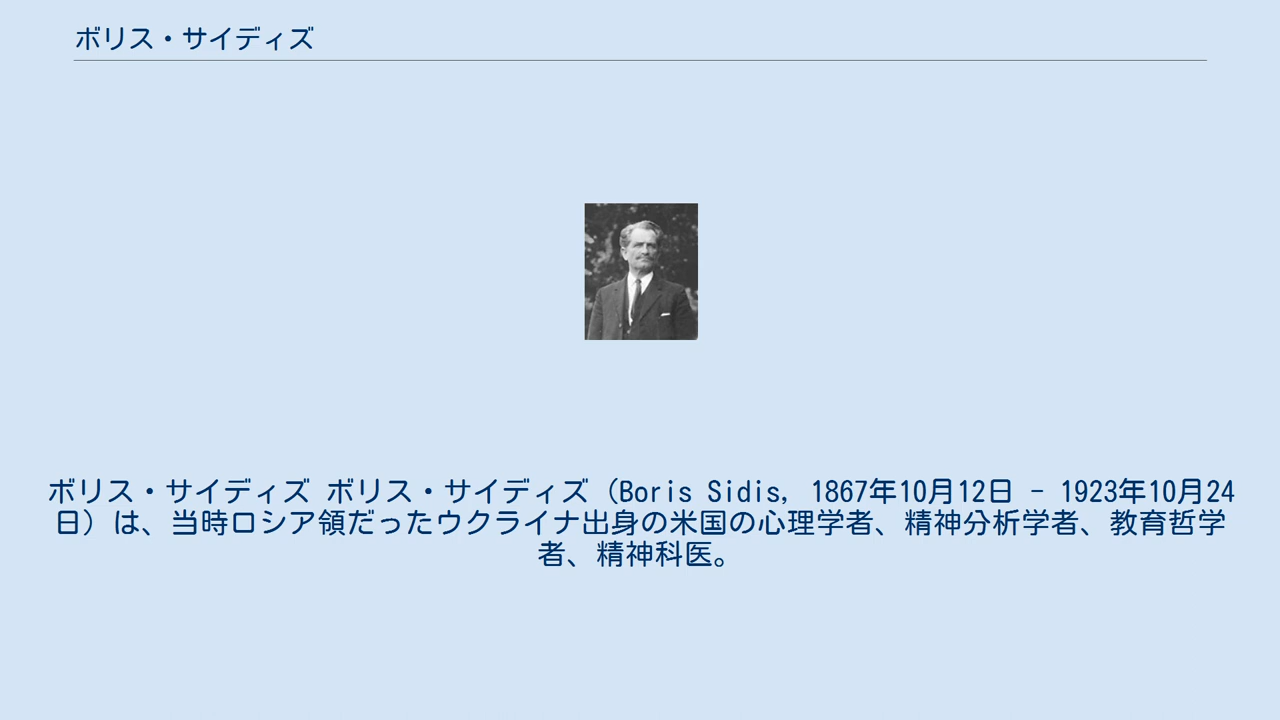 ボリス・サイディズ
ボリス・サイディズ ボリス・サイディズ（Boris Sidis, 1867年10月12日 - 1923年10月24
日）は、当時ロシア領だったウクライナ出身の米国の心理学者、精神分析学者、教育哲学
者、精神科医。